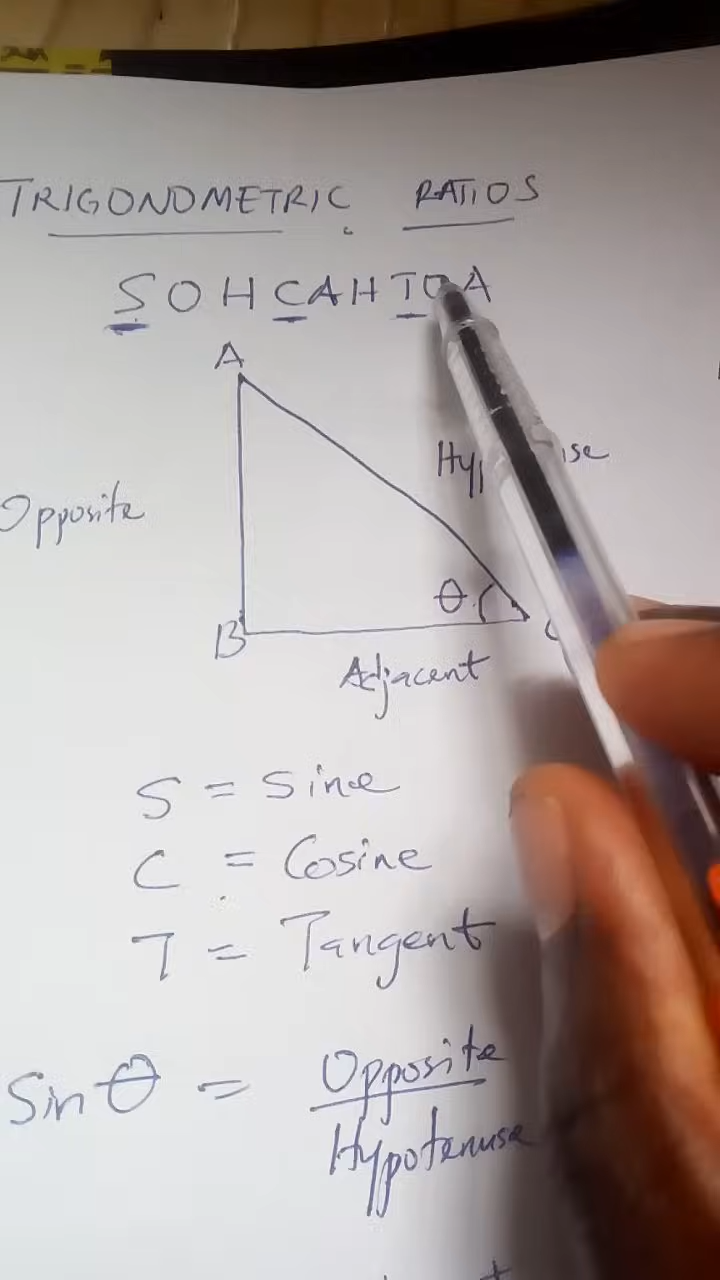 TRIGONOMETRIC RATIOS
SOHCAHTOA
A
Opposite
θ
B
Adjacent
S = Sine
C = Cosine
T = Tangent
Sin θ = Opposite
Hypotenuse